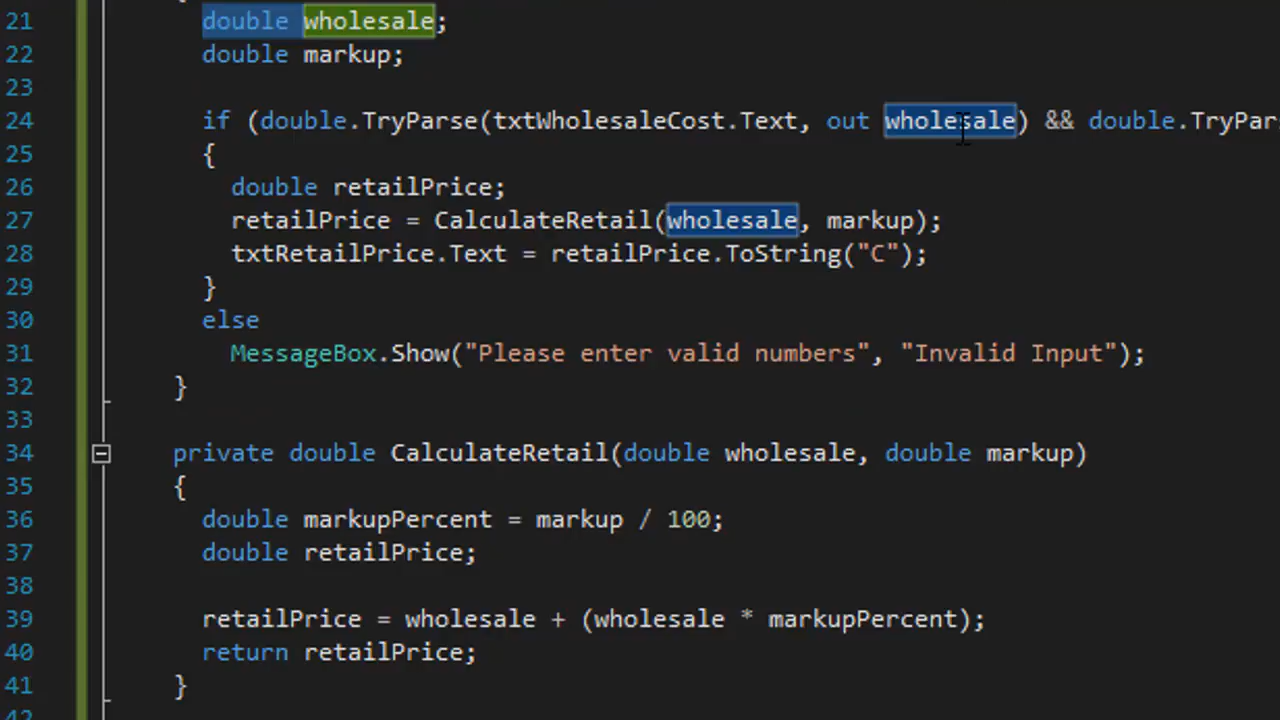 21 double wholesale;
22 double markup;
23
24 if (double.TryParse(txtWholesaleCost.Text, out wholesale) && double.TryPar
25 {
26 double retailPrice;
27 retailPrice = CalculateRetail(wholesale, markup);
28 txtRetailPrice.Text = retailPrice.ToString("C");
29 }
30 else
31 MessageBox.Show("Please enter valid numbers", "Invalid Input");
32 }
33
34 private double CalculateRetail(double wholesale, double markup)
35 {
36 double markupPercent = markup / 100;
37 double retailPrice;
38
39 retailPrice = wholesale + (wholesale * markupPercent);
40 return retailPrice;
41 }
42